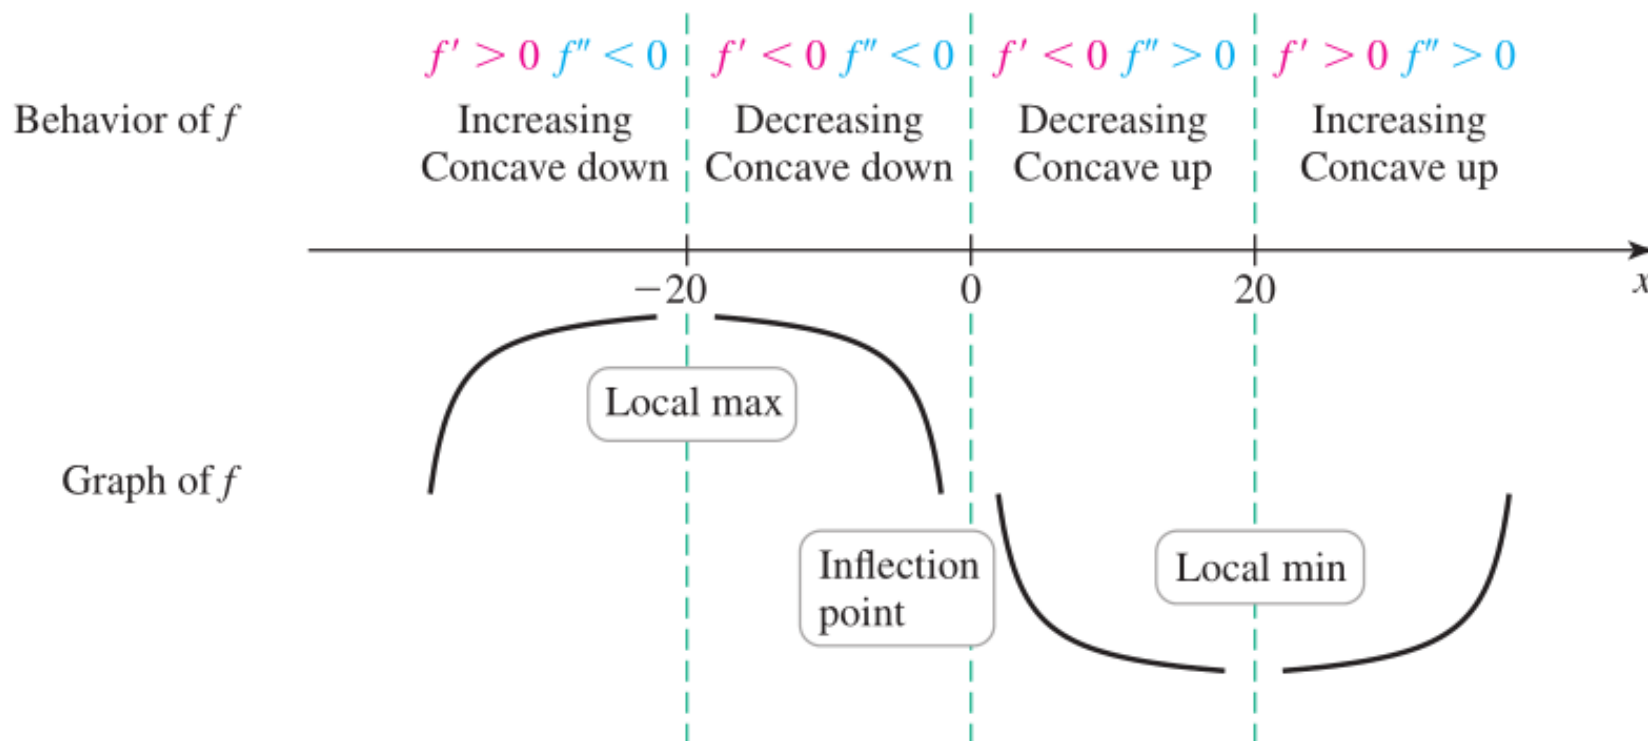 f′ > 0 f″ < 0 f′ < 0 f″ < 0 f′ < 0 f″ > 0 f′ > 0 f″ > 0
Behavior of f Increasing Decreasing Decreasing Increasing
Concave down Concave down Concave up Concave up
−20 0 20 x
Local max
Graph of f
Inflection Local min
point